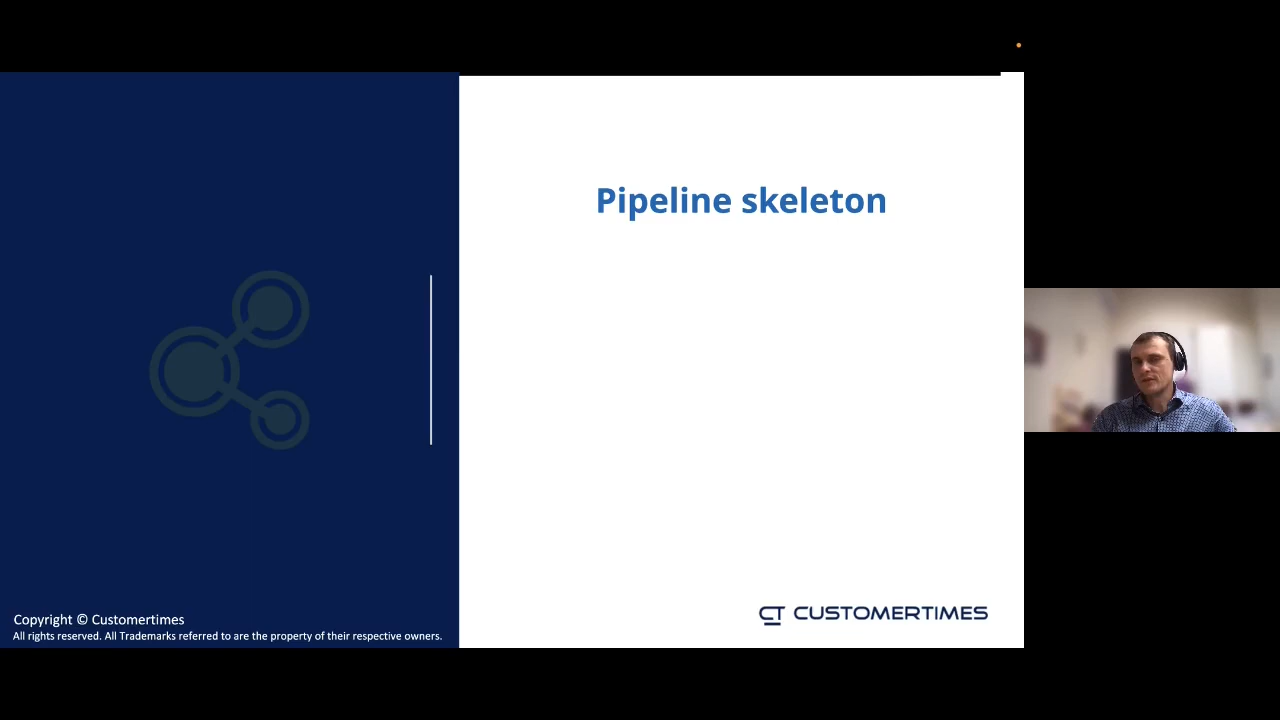 Pipeline skeleton
Copyright © Customertimes
All rights reserved. All Trademarks referred to are the property of their respective owners.
CT CUSTOMERTIMES